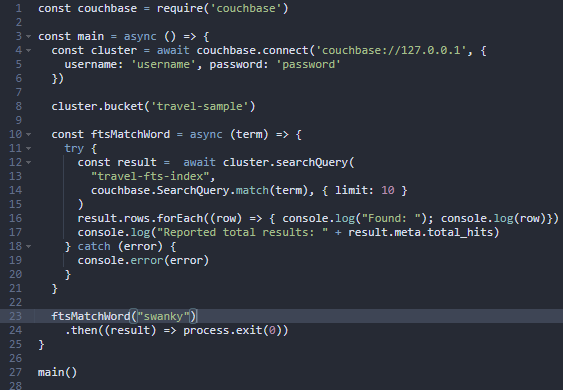 1 const couchbase = require('couchbase')
2
3 const main = async () => {
4   const cluster = await couchbase.connect('couchbase://127.0.0.1', {
5     username: 'username', password: 'password'
6   })
7
8   cluster.bucket('travel-sample')
9
10   const ftsMatchWord = async (term) => {
11     try {
12       const result =  await cluster.searchQuery(
13         "travel-fts-index",
14         couchbase.SearchQuery.match(term), { limit: 10 }
15       )
16       result.rows.forEach((row) => { console.log("Found: "); console.log(row)})
17       console.log("Reported total results: " + result.meta.total_hits)
18     } catch (error) {
19       console.error(error)
20     }
21   }
22
23   ftsMatchWord("swanky")
24     .then((result) => process.exit(0))
25 }
26
27 main()
28